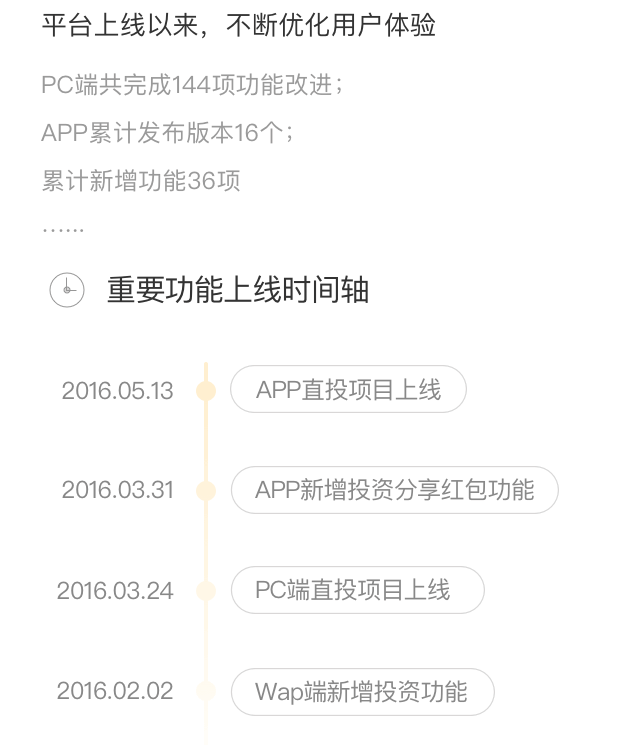 平台上线以来，不断优化用户体验
PC端共完成144项功能改进；
APP累计发布版本16个；
累计新增功能36项
……
重要功能上线时间轴
2016.05.13 APP直投项目上线
2016.03.31 APP新增投资分享红包功能
2016.03.24 PC端直投项目上线
2016.02.02 Wap端新增投资功能